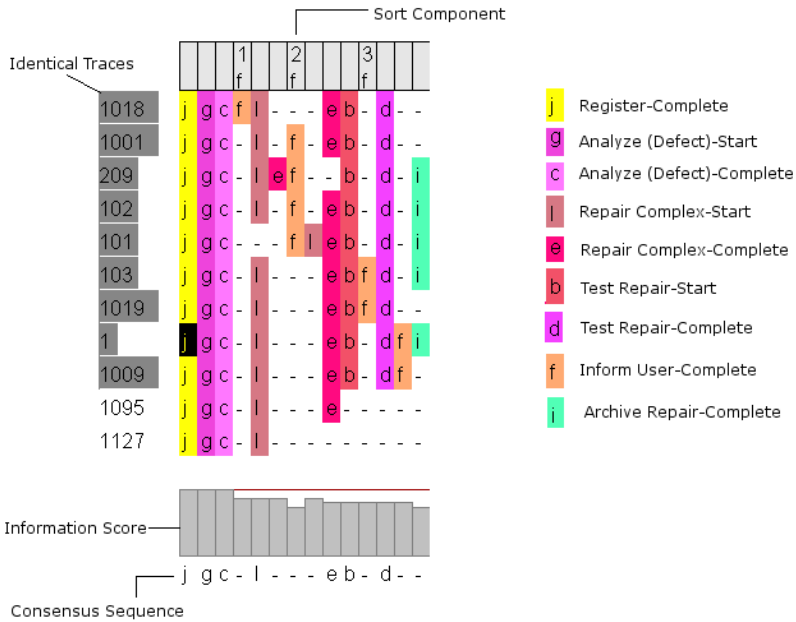 Sort Component
Identical Traces
1 2 3
f f f
1018 j g c f l - - - e b - d - -
1001 j g c - l - f - e b - d - -
209 j g c - l e f - - b - d - i
102 j g c - l - f - e b - d - i
101 j g c - - - f l e b - d - i
103 j g c - l - - - e b f d - i
1019 j g c - l - - - e b f d - -
1 j g c - l - - - e b - d f i
1009 j g c - l - - - e b - d f -
1095 j g c - l - - - e - - - - -
1127 j g c - l - - - - - - - - -
j Register-Complete
g Analyze (Defect)-Start
c Analyze (Defect)-Complete
l Repair Complex-Start
e Repair Complex-Complete
b Test Repair-Start
d Test Repair-Complete
f Inform User-Complete
i Archive Repair-Complete
Information Score
j g c - l - - - e b - d - -
Consensus Sequence